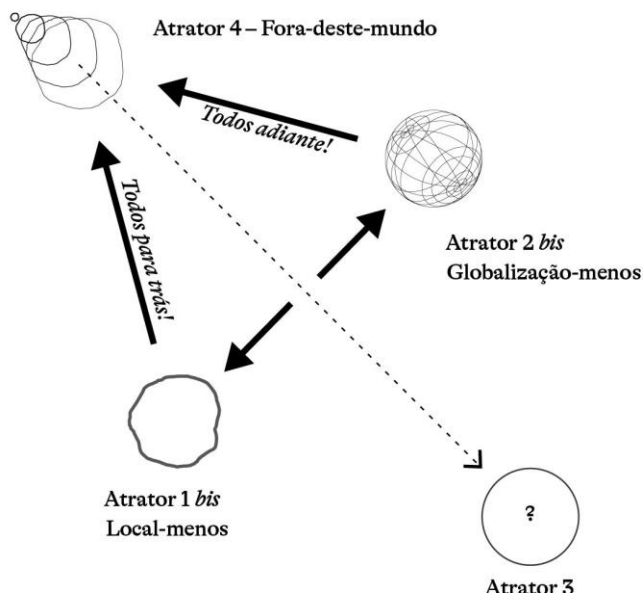 Atrator 4 – Fora-deste-mundo
Todos adiante!
Todos para trás!
Atrator 2 bis
Globalização-menos
Atrator 1 bis
Local-menos
?
Atrator 3